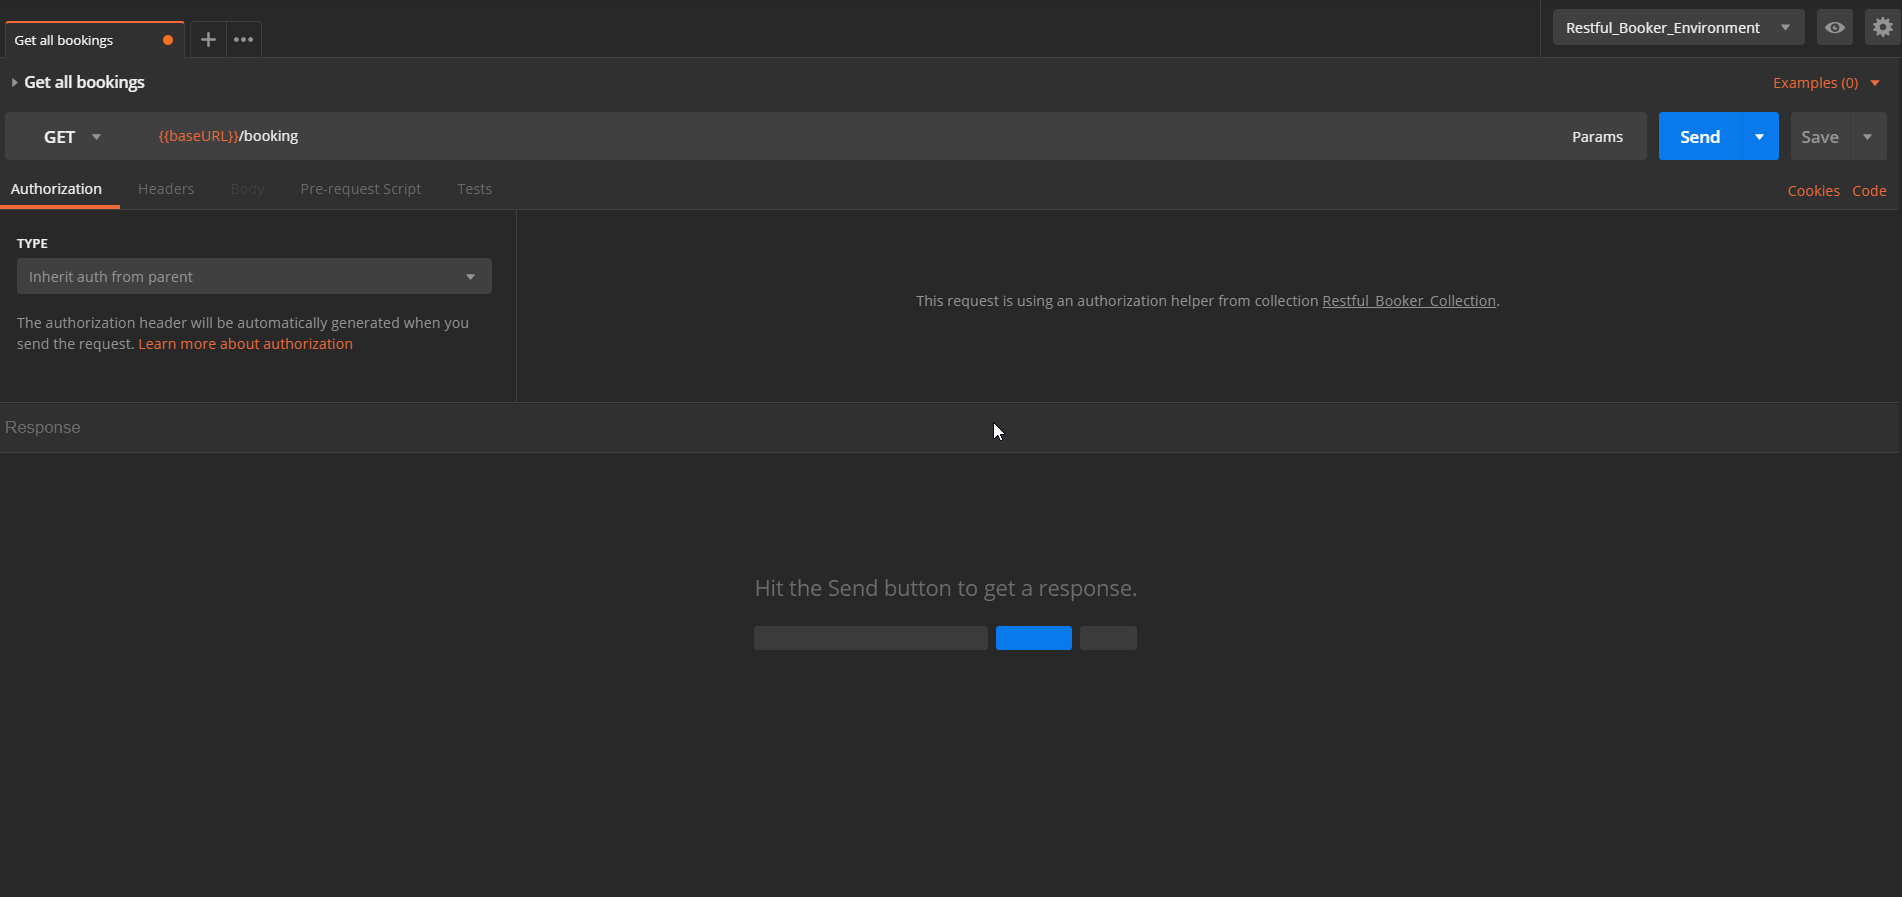 Get all bookings
Restful_Booker_Environment
Get all bookings
Examples (0)
GET
{{baseURL}}/booking
Params
Send
Save
Authorization
Headers
Body
Pre-request Script
Tests
Cookies
Code
TYPE
Inherit auth from parent
The authorization header will be automatically generated when you
send the request. Learn more about authorization
This request is using an authorization helper from collection Restful_Booker_Collection.
Response
Hit the Send button to get a response.